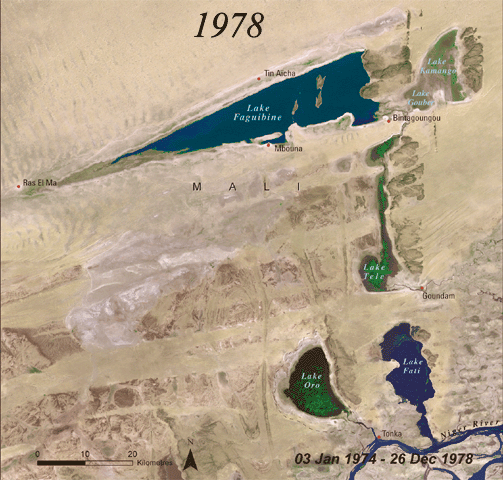 1978
Tin Aïcha
Lake
Kamango
Lake
Faguibine
Lake
Gouber
Bintagoungou
Mbouna
Ras El Ma
M A L I
Lake
Tele
Goundam
Lake
Fati
Lake
Oro
Niger River
Tonka
N
03 Jan 1974 - 26 Dec 1978
0 10 20
Kilometres